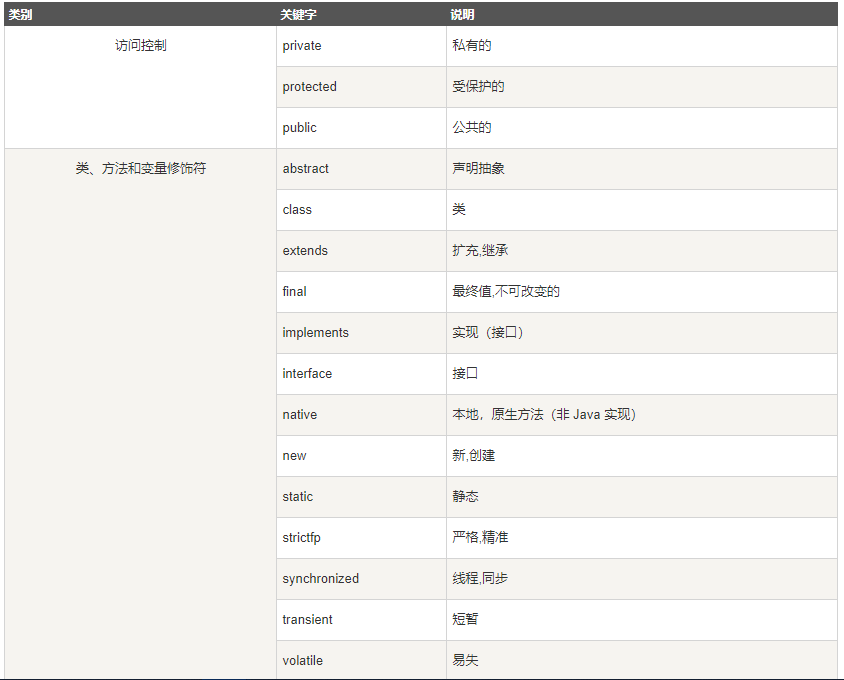 类别 关键字 说明
访问控制 private 私有的
protected 受保护的
public 公共的
类、方法和变量修饰符 abstract 声明抽象
class 类
extends 扩充,继承
final 最终值,不可改变的
implements 实现（接口）
interface 接口
native 本地，原生方法（非 Java 实现）
new 新,创建
static 静态
strictfp 严格,精准
synchronized 线程,同步
transient 短暂
volatile 易失